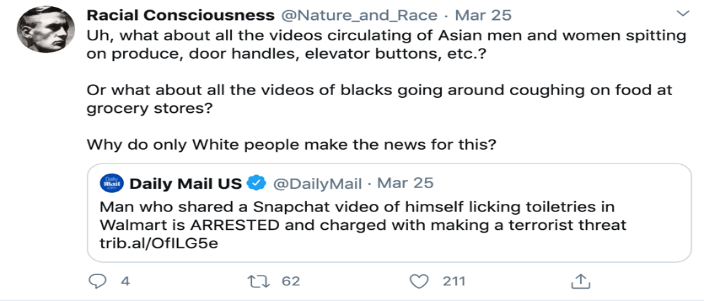 Racial Consciousness @Nature_and_Race · Mar 25
Uh, what about all the videos circulating of Asian men and women spitting
on produce, door handles, elevator buttons, etc.?
Or what about all the videos of blacks going around coughing on food at
grocery stores?
Why do only White people make the news for this?
Daily Mail US @DailyMail · Mar 25
Man who shared a Snapchat video of himself licking toiletries in
Walmart is ARRESTED and charged with making a terrorist threat
trib.al/OfILG5e
4 62 211